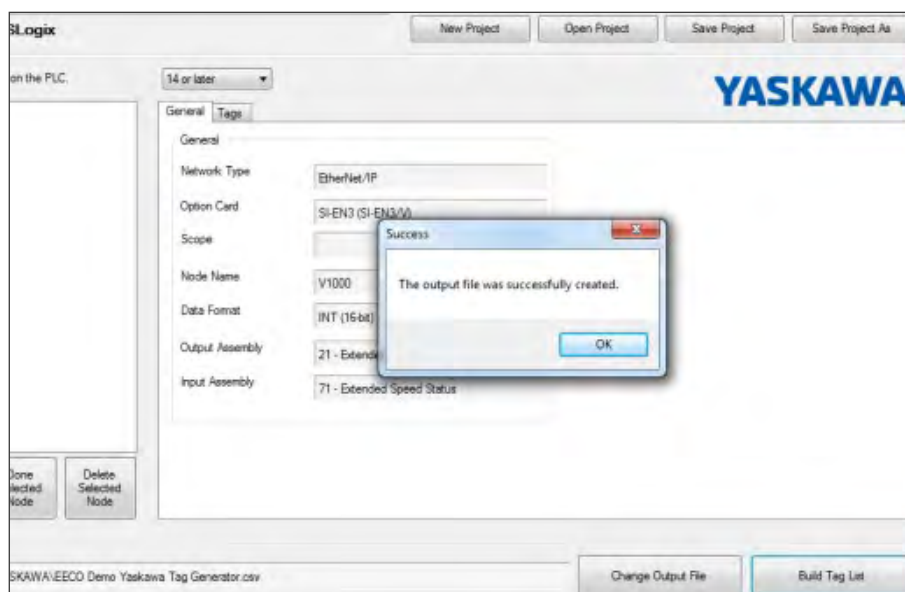 SLogix
New Project
Open Project
Save Project
Save Project As
on the PLC.
14 or later
YASKAWA
General
Tags
General
Network Type
EtherNet/IP
Option Card
SI-EN3 (SI-EN3/V)
Scope
Node Name
V1000
Data Format
INT (16-bit)
Output Assembly
21 - Extende
Input Assembly
71 - Extended Speed Status
Success
The output file was successfully created.
OK
lone
lected
Node
Delete
Selected
Node
SKAWA\EECO Demo Yaskawa Tag Generator.csv
Change Output File
Build Tag List